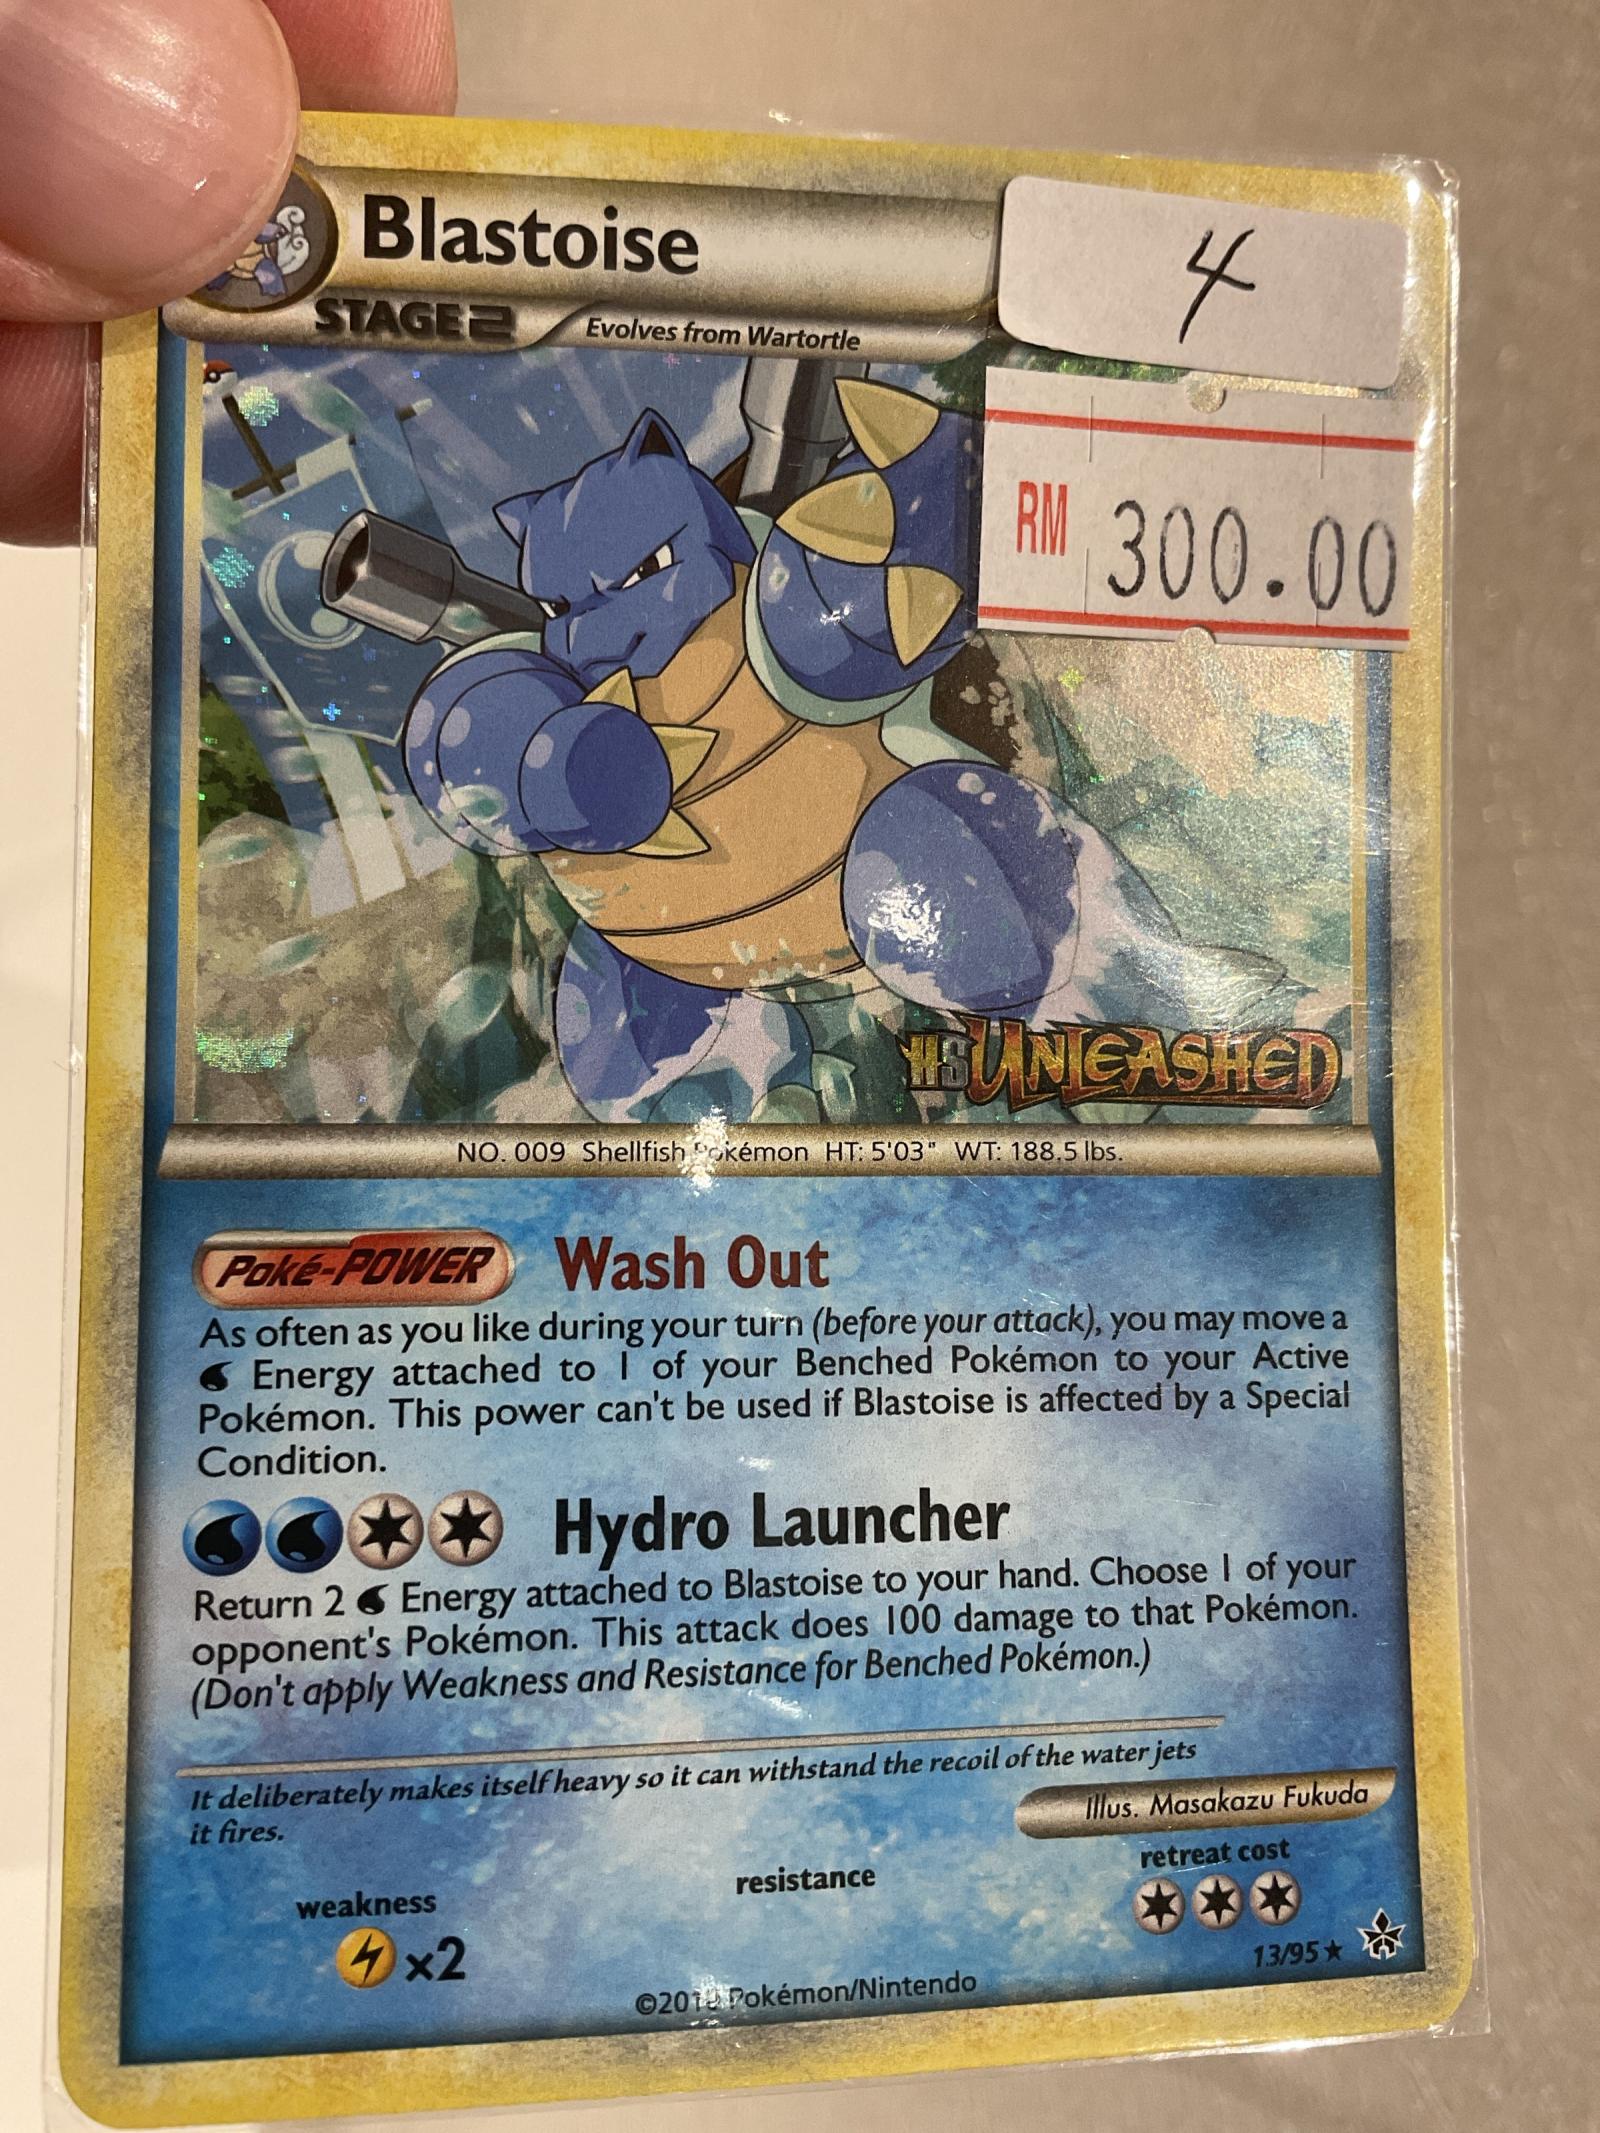 Blastoise
4
STAGE 2
Evolves from Wartortle
RM 300.00
HS UNLEASHED
NO. 009 Shellfish Pokémon HT: 5'03" WT: 188.5 lbs.
Poké-POWER Wash Out
As often as you like during your turn (before your attack), you may move a
Energy attached to 1 of your Benched Pokémon to your Active
Pokémon. This power can't be used if Blastoise is affected by a Special
Condition.
Hydro Launcher
Return 2 Energy attached to Blastoise to your hand. Choose 1 of your
opponent's Pokémon. This attack does 100 damage to that Pokémon.
(Don't apply Weakness and Resistance for Benched Pokémon.)
It deliberately makes itself heavy so it can withstand the recoil of the water jets
it fires.
Illus. Masakazu Fukuda
weakness
x2
resistance
retreat cost
13/95
©2010 Pokémon/Nintendo